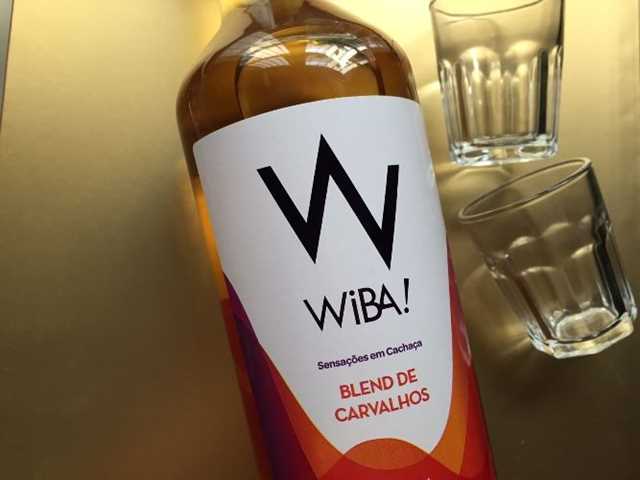 W
WiBA!
Sensações em Cachaça
BLEND DE
CARVALHOS